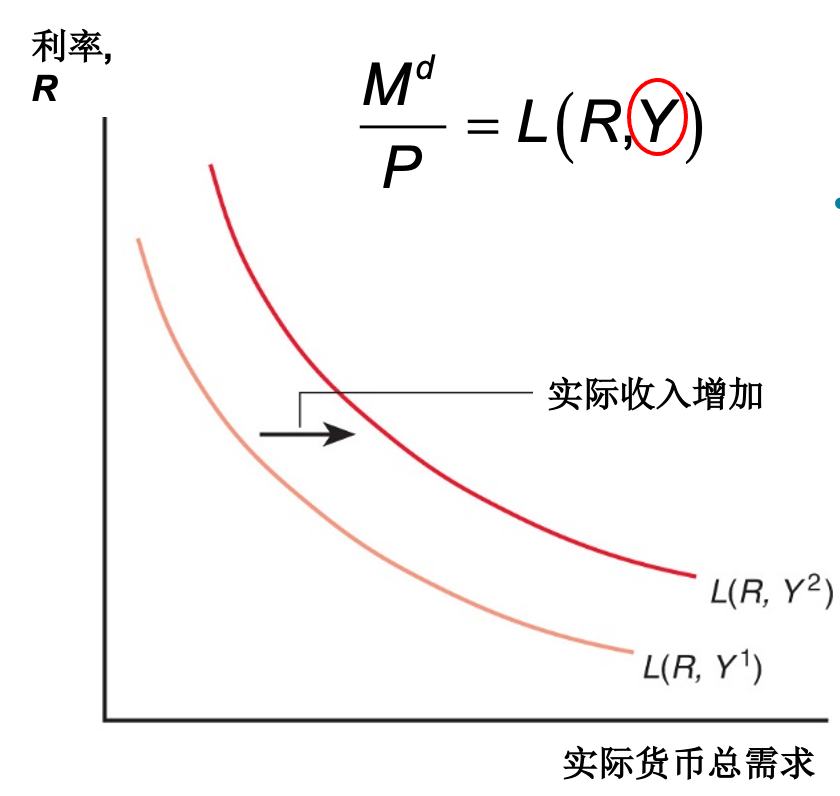 利率,
R
M^d/P = L(R,Y)
实际收入增加
L(R, Y²)
L(R, Y¹)
实际货币总需求